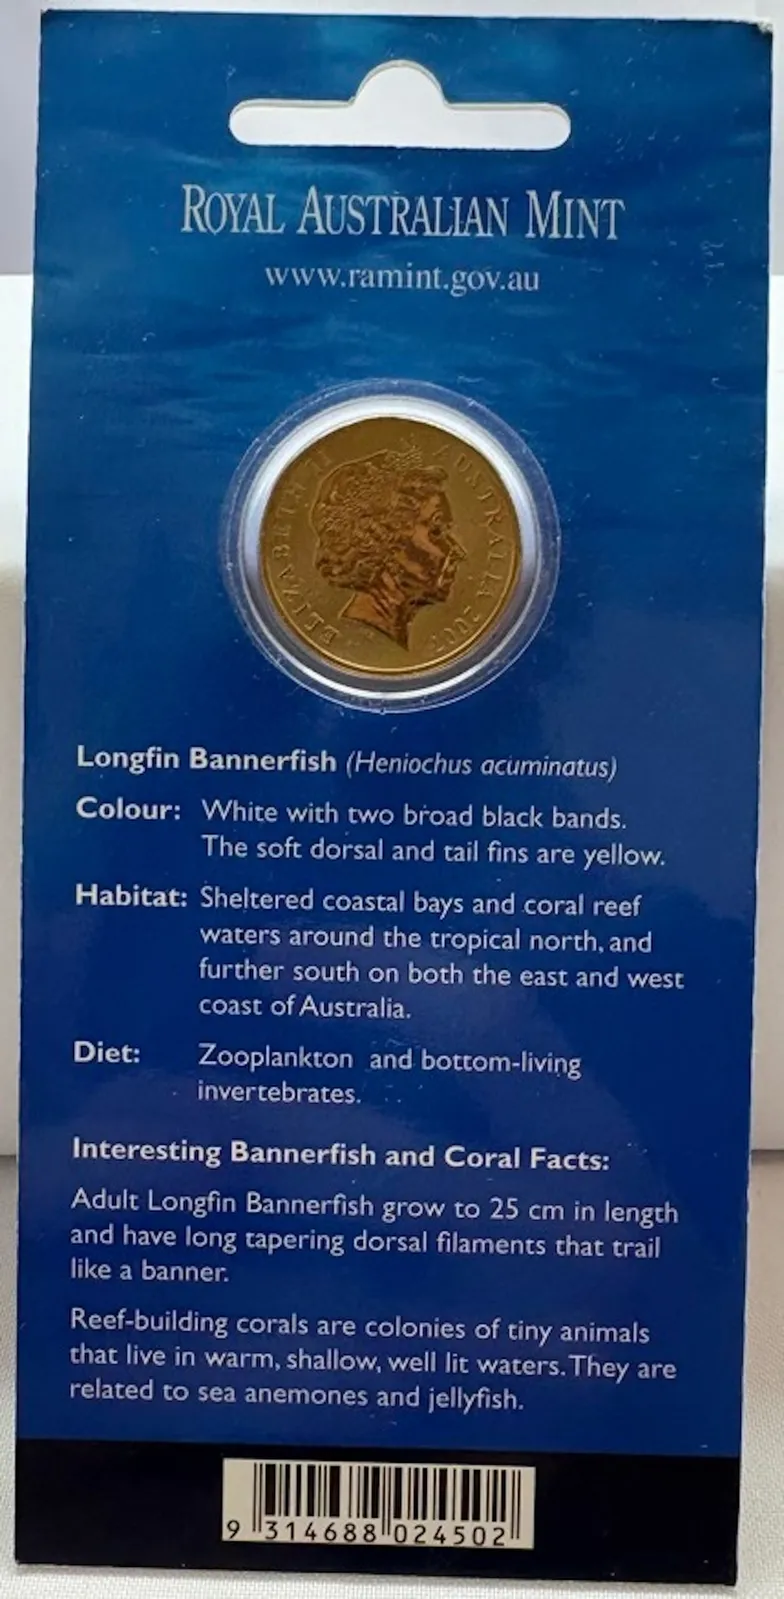 ROYAL AUSTRALIAN MINT
www.ramint.gov.au
ELIZABETH II AUSTRALIA 2007
Longfin Bannerfish (Heniochus acuminatus)
Colour: White with two broad black bands.
The soft dorsal and tail fins are yellow.
Habitat: Sheltered coastal bays and coral reef
waters around the tropical north, and
further south on both the east and west
coast of Australia.
Diet: Zooplankton and bottom-living
invertebrates.
Interesting Bannerfish and Coral Facts:
Adult Longfin Bannerfish grow to 25 cm in length
and have long tapering dorsal filaments that trail
like a banner.
Reef-building corals are colonies of tiny animals
that live in warm, shallow, well lit waters. They are
related to sea anemones and jellyfish.
9 314688 024502